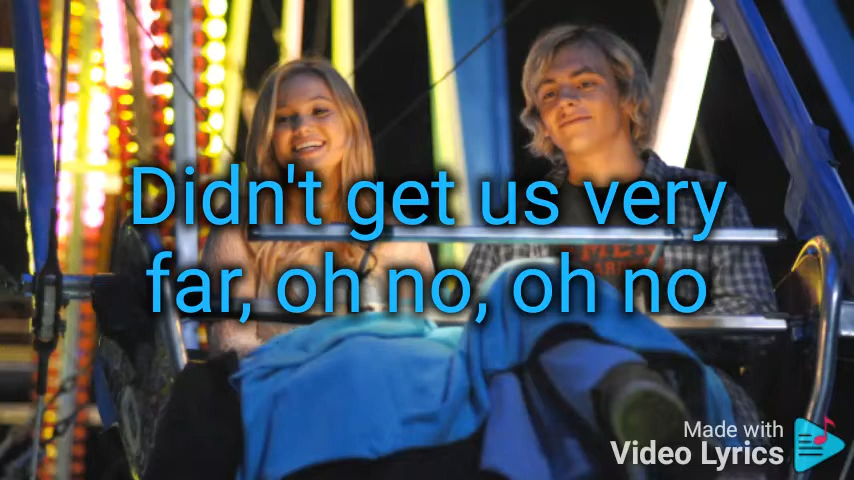 Didn't get us very
far, oh no, oh no
Made with
Video Lyrics